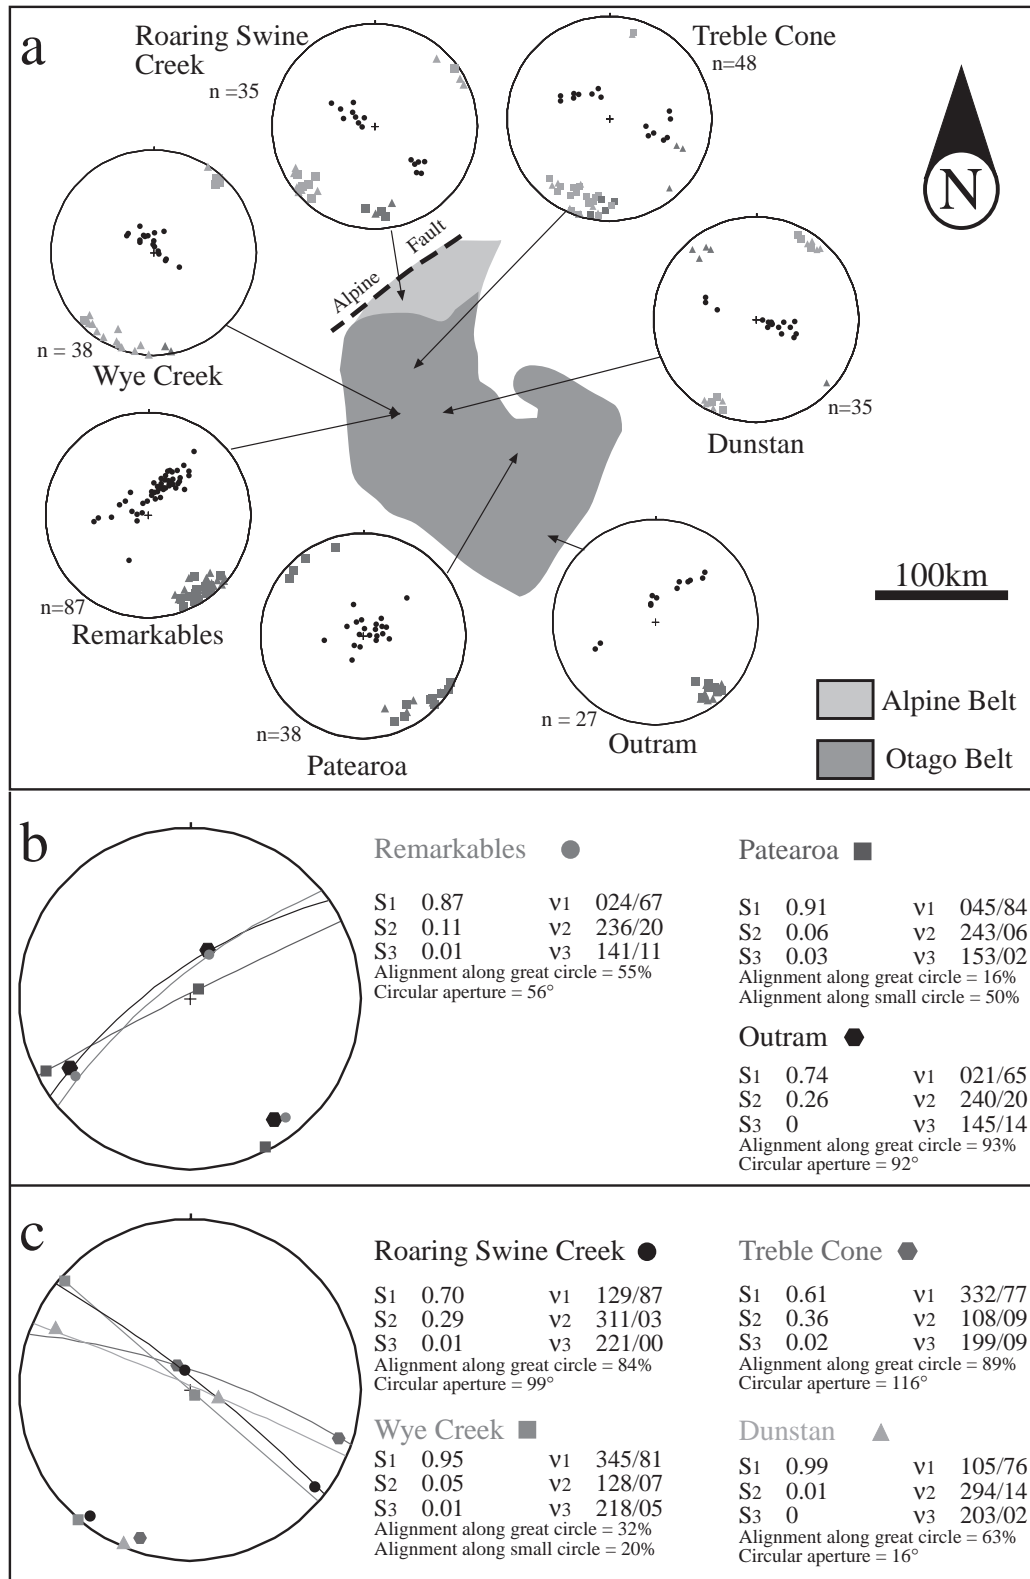 a
Roaring Swine
Creek
n =35
Treble Cone
n=48
N
Alpine Fault
n = 38
Wye Creek
n=35
Dunstan
n=87
Remarkables
n=38
Patearoa
n = 27
Outram
100km
Alpine Belt
Otago Belt
b
Remarkables
S1 0.87 ν1 024/67
S2 0.11 ν2 236/20
S3 0.01 ν3 141/11
Alignment along great circle = 55%
Circular aperture = 56°
Patearoa
S1 0.91 ν1 045/84
S2 0.06 ν2 243/06
S3 0.03 ν3 153/02
Alignment along great circle = 16%
Alignment along small circle = 50%
Outram
S1 0.74 ν1 021/65
S2 0.26 ν2 240/20
S3 0 ν3 145/14
Alignment along great circle = 93%
Circular aperture = 92°
c
Roaring Swine Creek
S1 0.70 ν1 129/87
S2 0.29 ν2 311/03
S3 0.01 ν3 221/00
Alignment along great circle = 84%
Circular aperture = 99°
Treble Cone
S1 0.61 ν1 332/77
S2 0.36 ν2 108/09
S3 0.02 ν3 199/09
Alignment along great circle = 89%
Circular aperture = 116°
Wye Creek
S1 0.95 ν1 345/81
S2 0.05 ν2 128/07
S3 0.01 ν3 218/05
Alignment along great circle = 32%
Alignment along small circle = 20%
Dunstan
S1 0.99 ν1 105/76
S2 0.01 ν2 294/14
S3 0 ν3 203/02
Alignment along great circle = 63%
Circular aperture = 16°